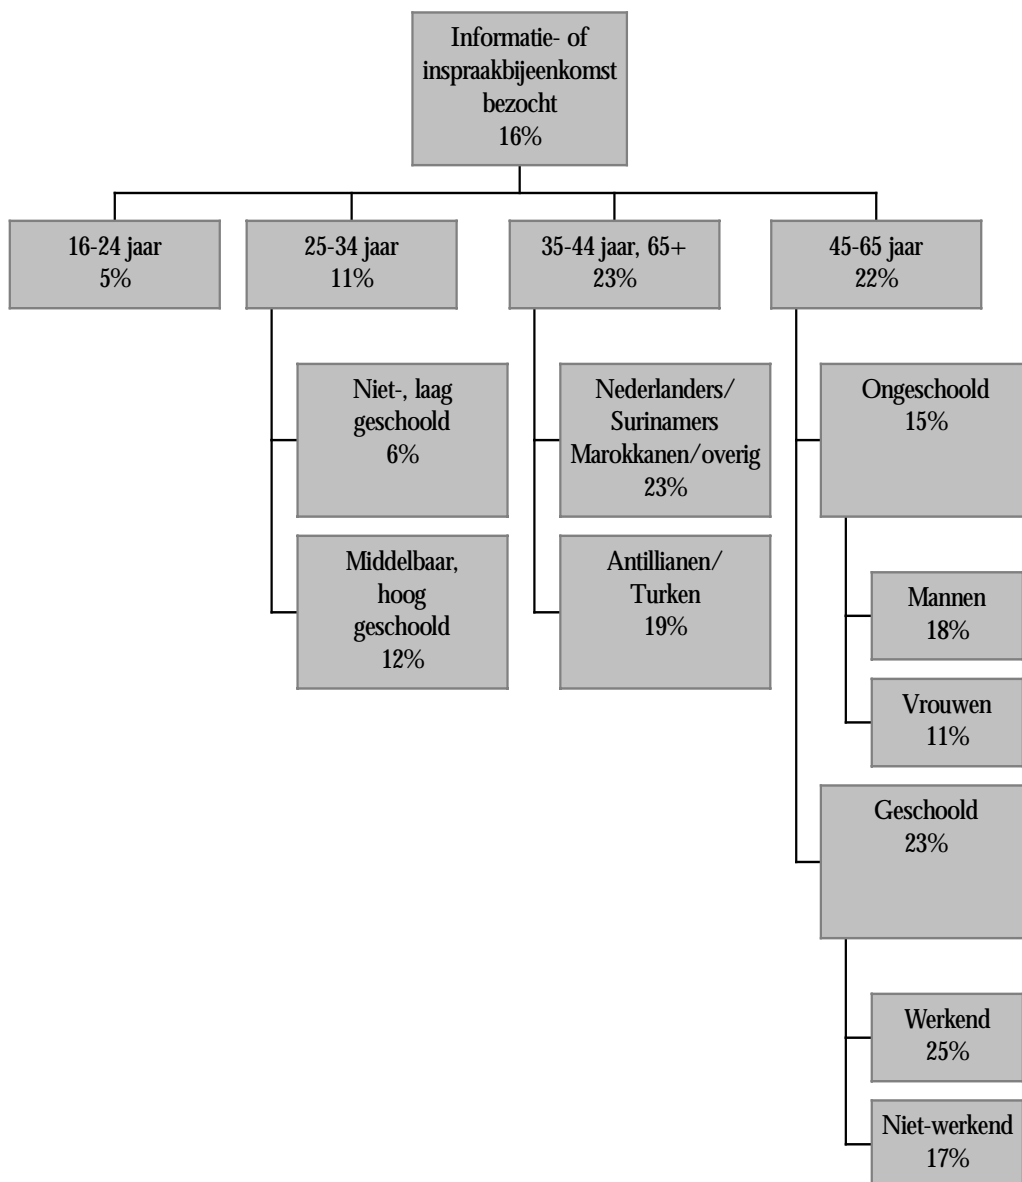 Informatie- of
inspraakbijeenkomst
bezocht
16%
16-24 jaar
5%
25-34 jaar
11%
35-44 jaar, 65+
23%
45-65 jaar
22%
Niet-, laag
geschoold
6%
Middelbaar,
hoog
geschoold
12%
Nederlanders/
Surinamers
Marokkanen/overig
23%
Antillianen/
Turken
19%
Ongeschoold
15%
Mannen
18%
Vrouwen
11%
Geschoold
23%
Werkend
25%
Niet-werkend
17%